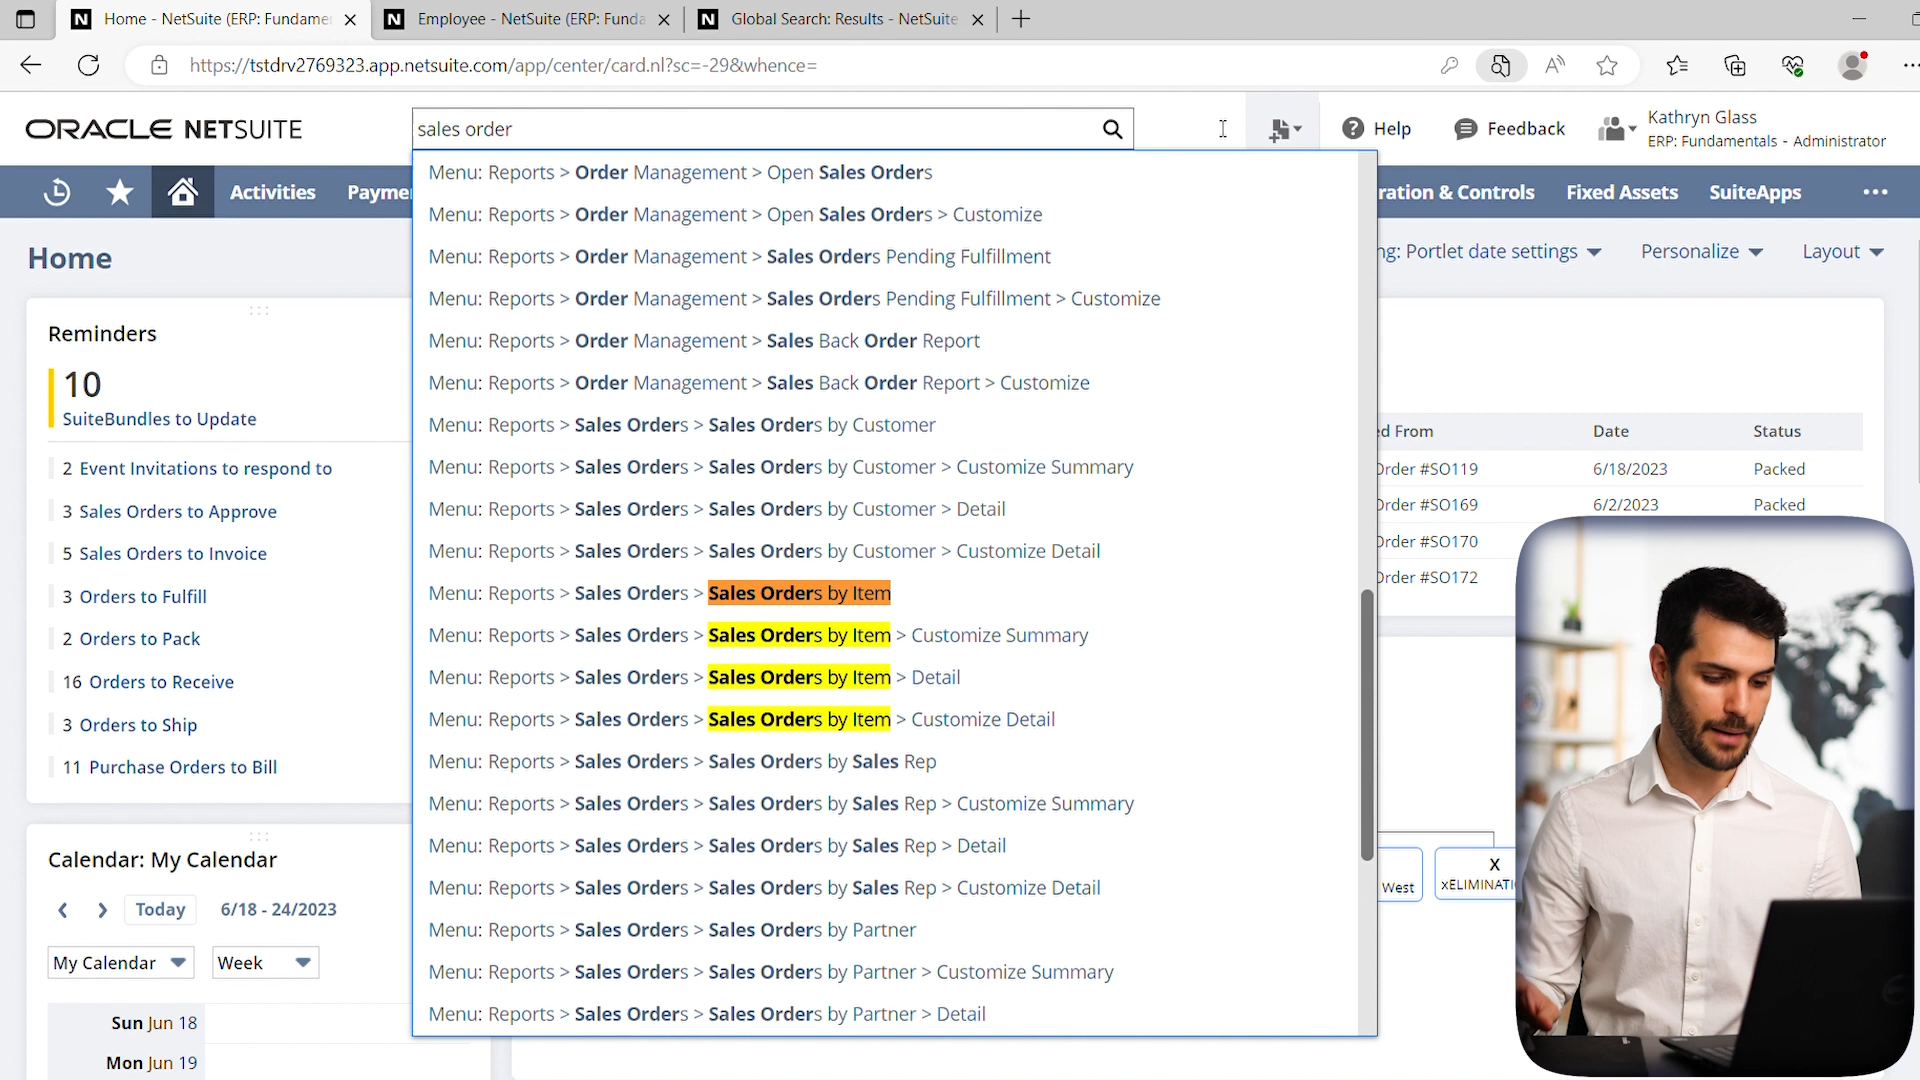 Home - NetSuite (ERP: Fundame
Employee - NetSuite (ERP: Funda
Global Search: Results - NetSuite
https://tstdrv2769323.app.netsuite.com/app/center/card.nl?sc=-29&whence=
ORACLE NETSUITE
sales order
Help
Feedback
Kathryn Glass
ERP: Fundamentals - Administrator
Activities
Paymen
ration & Controls
Fixed Assets
SuiteApps
Home
ng: Portlet date settings
Personalize
Layout
Menu: Reports > Order Management > Open Sales Orders
Menu: Reports > Order Management > Open Sales Orders > Customize
Menu: Reports > Order Management > Sales Orders Pending Fulfillment
Menu: Reports > Order Management > Sales Orders Pending Fulfillment > Customize
Menu: Reports > Order Management > Sales Back Order Report
Menu: Reports > Order Management > Sales Back Order Report > Customize
Menu: Reports > Sales Orders > Sales Orders by Customer
Menu: Reports > Sales Orders > Sales Orders by Customer > Customize Summary
Menu: Reports > Sales Orders > Sales Orders by Customer > Detail
Menu: Reports > Sales Orders > Sales Orders by Customer > Customize Detail
Menu: Reports > Sales Orders > Sales Orders by Item
Menu: Reports > Sales Orders > Sales Orders by Item > Customize Summary
Menu: Reports > Sales Orders > Sales Orders by Item > Detail
Menu: Reports > Sales Orders > Sales Orders by Item > Customize Detail
Menu: Reports > Sales Orders > Sales Orders by Sales Rep
Menu: Reports > Sales Orders > Sales Orders by Sales Rep > Customize Summary
Menu: Reports > Sales Orders > Sales Orders by Sales Rep > Detail
Menu: Reports > Sales Orders > Sales Orders by Sales Rep > Customize Detail
Menu: Reports > Sales Orders > Sales Orders by Partner
Menu: Reports > Sales Orders > Sales Orders by Partner > Customize Summary
Menu: Reports > Sales Orders > Sales Orders by Partner > Detail
Reminders
10
SuiteBundles to Update
2 Event Invitations to respond to
3 Sales Orders to Approve
5 Sales Orders to Invoice
3 Orders to Fulfill
2 Orders to Pack
16 Orders to Receive
3 Orders to Ship
11 Purchase Orders to Bill
Calendar: My Calendar
Today
6/18 - 24/2023
My Calendar
Week
Sun Jun 18
Mon Jun 19
ed From Date Status
Order #SO119 6/18/2023 Packed
Order #SO169 6/2/2023 Packed
Order #SO170
Order #SO172
West
X
xELIMINATI